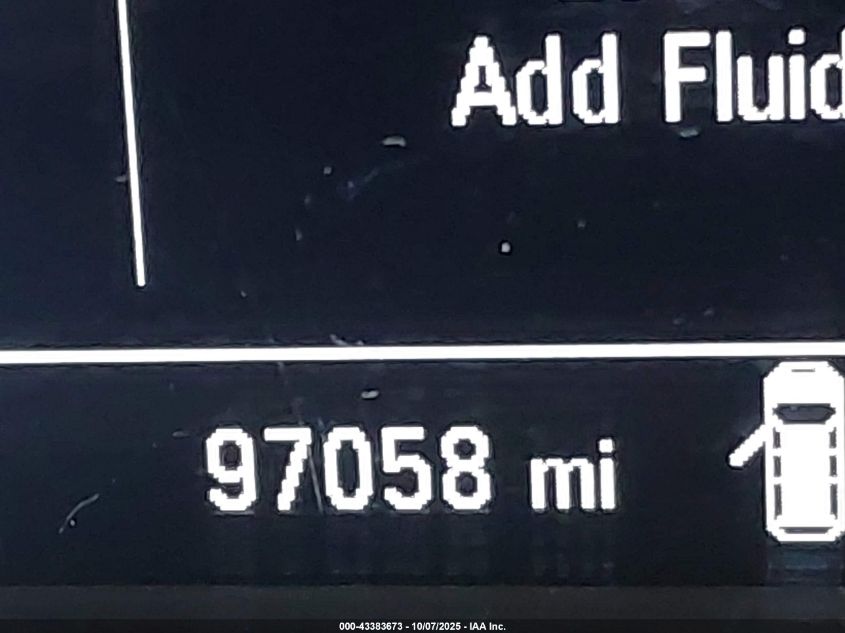 Add Fluid
97058 mi
000-43383673 - 10/07/2025 - IAA Inc.